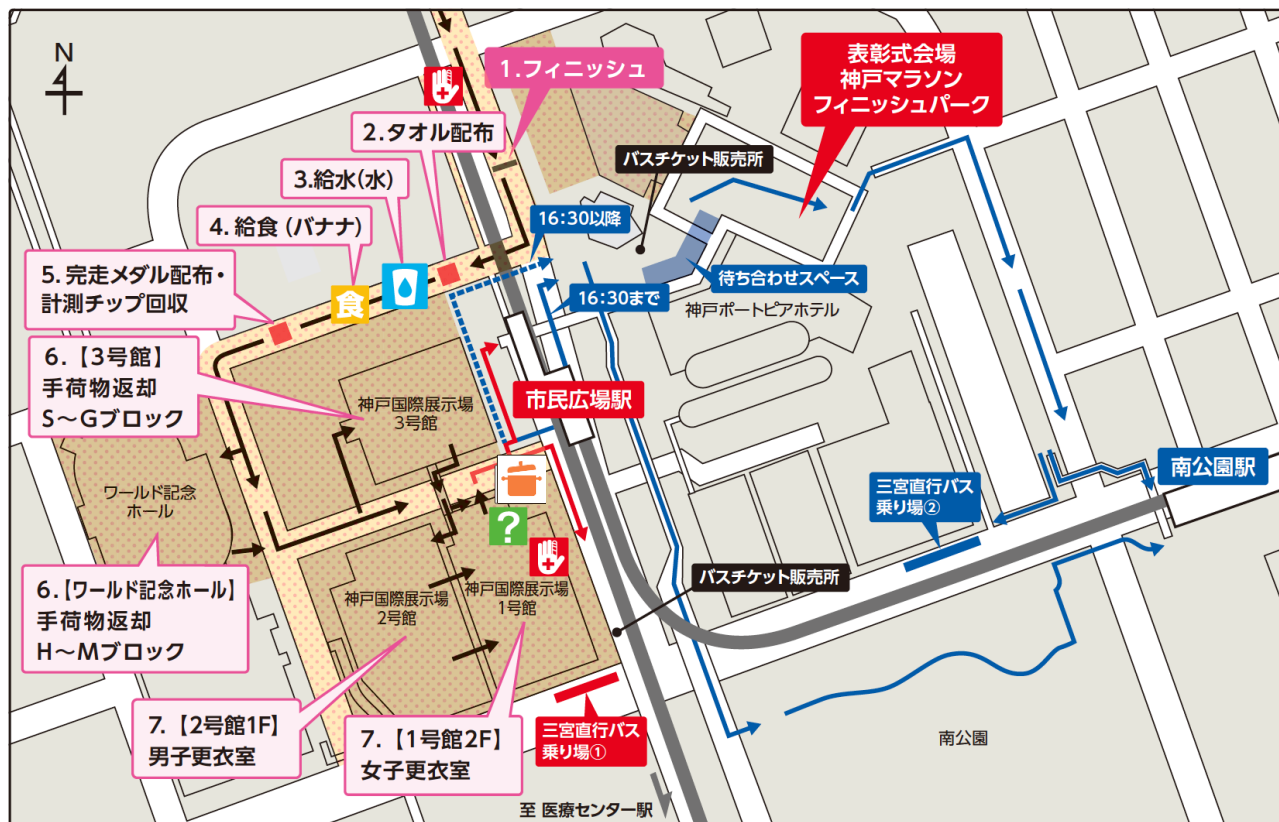 N
1.フィニッシュ
表彰式会場
神戸マラソン
フィニッシュパーク
2.タオル配布
バスチケット販売所
3.給水(水)
4. 給食 (バナナ)
16:30以降
5. 完走メダル配布・
計測チップ回収
食
待ち合わせスペース
16:30まで
神戸ポートピアホテル
6.【3号館】
手荷物返却
S～Gブロック
市民広場駅
神戸国際展示場
3号館
南公園駅
三宮直行バス
乗り場②
ワールド記念
ホール
?
6.【ワールド記念ホール】
手荷物返却
H～Mブロック
神戸国際展示場
2号館
神戸国際展示場
1号館
バスチケット販売所
7.【2号館1F】
男子更衣室
7.【1号館2F】
女子更衣室
三宮直行バス
乗り場①
南公園
至 医療センター駅